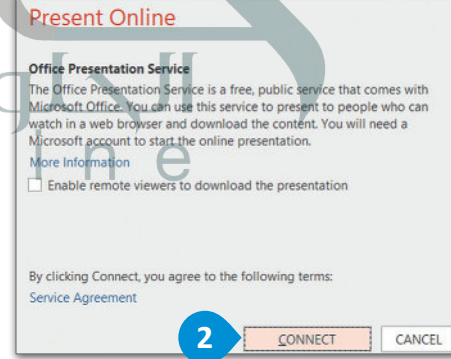 Present Online
Office Presentation Service
The Office Presentation Service is a free, public service that comes with
Microsoft Office. You can use this service to present to people who can
watch in a web browser and download the content. You will need a
Microsoft account to start the online presentation.
More Information
Enable remote viewers to download the presentation
By clicking Connect, you agree to the following terms:
Service Agreement
2
CONNECT
CANCEL